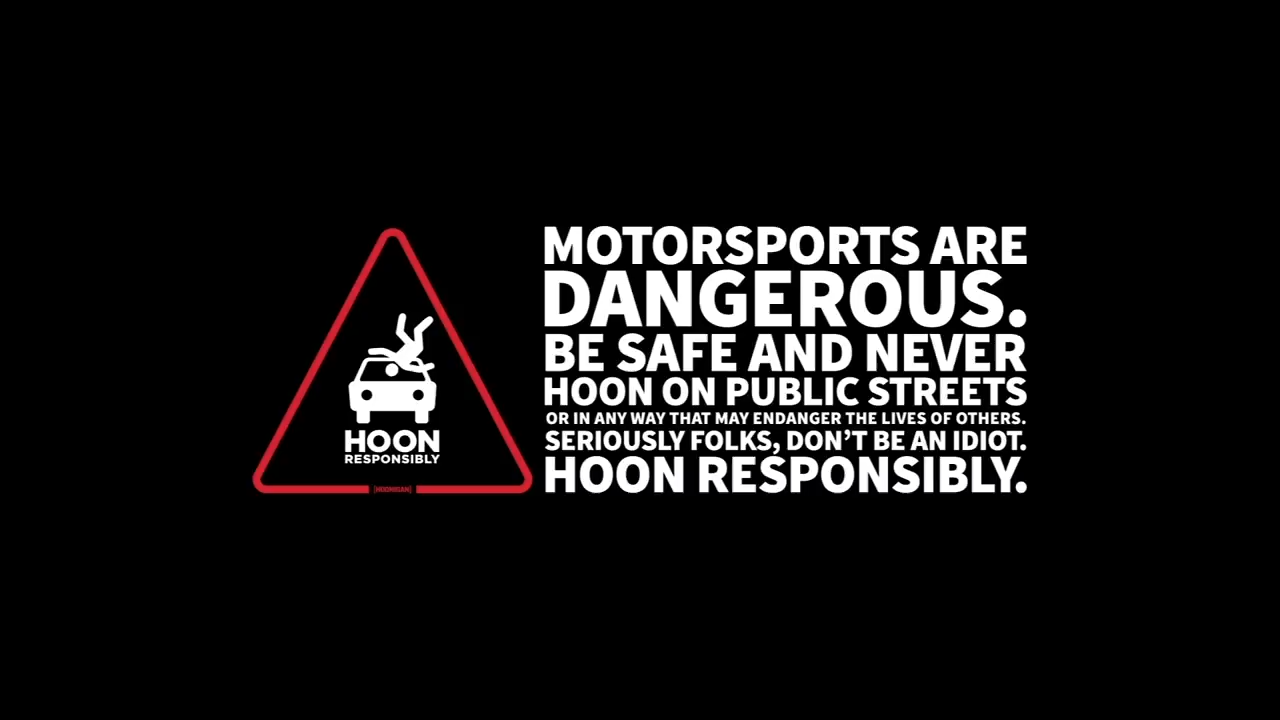 HOON
RESPONSIBLY
[HOONIGAN]
MOTORSPORTS ARE
DANGEROUS.
BE SAFE AND NEVER
HOON ON PUBLIC STREETS
OR IN ANY WAY THAT MAY ENDANGER THE LIVES OF OTHERS.
SERIOUSLY FOLKS, DON'T BE AN IDIOT.
HOON RESPONSIBLY.